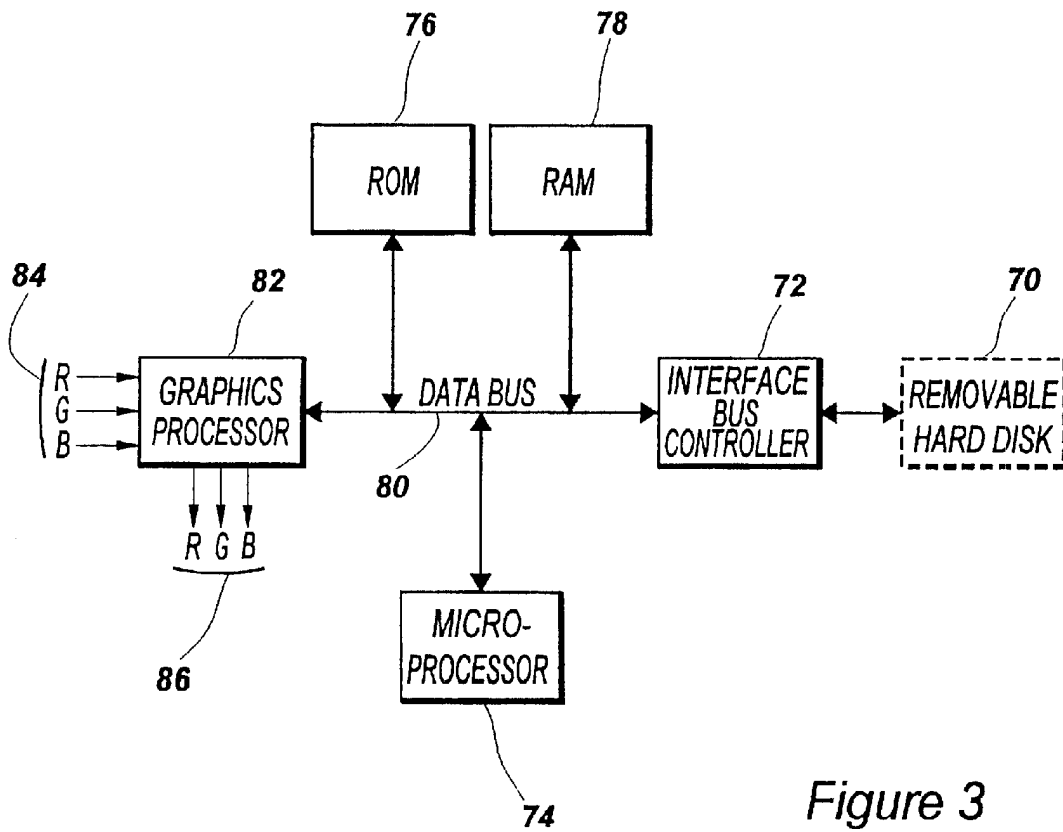 76
78
ROM
RAM
84
82
72
70
R
G
B
GRAPHICS
PROCESSOR
DATA BUS
80
INTERFACE
BUS
CONTROLLER
REMOVABLE
HARD DISK
R G B
86
MICRO-
PROCESSOR
74
Figure 3